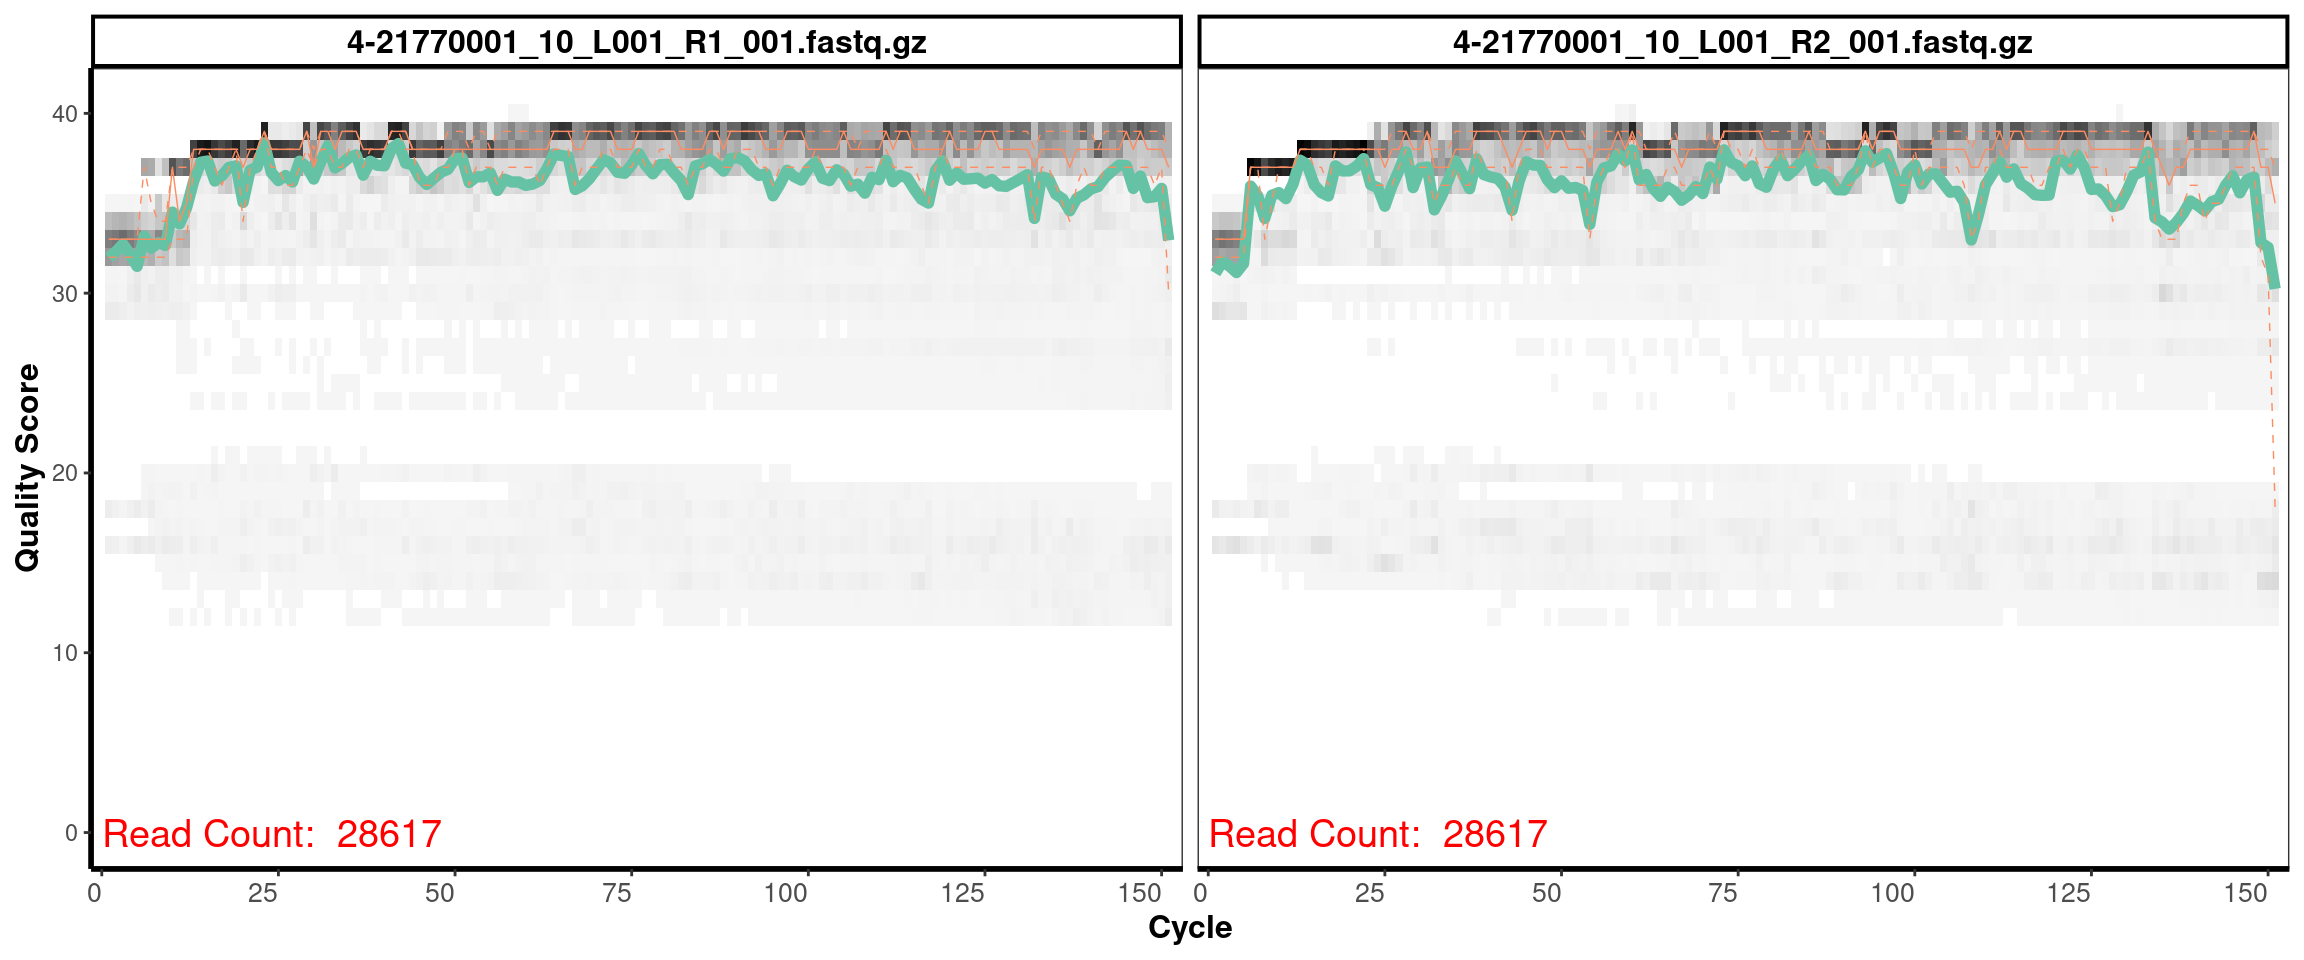 4-21770001_10_L001_R1_001.fastq.gz
4-21770001_10_L001_R2_001.fastq.gz
Quality Score
40
30
20
10
0
Read Count: 28617
Read Count: 28617
0 25 50 75 100 125 150
0 25 50 75 100 125 150
Cycle